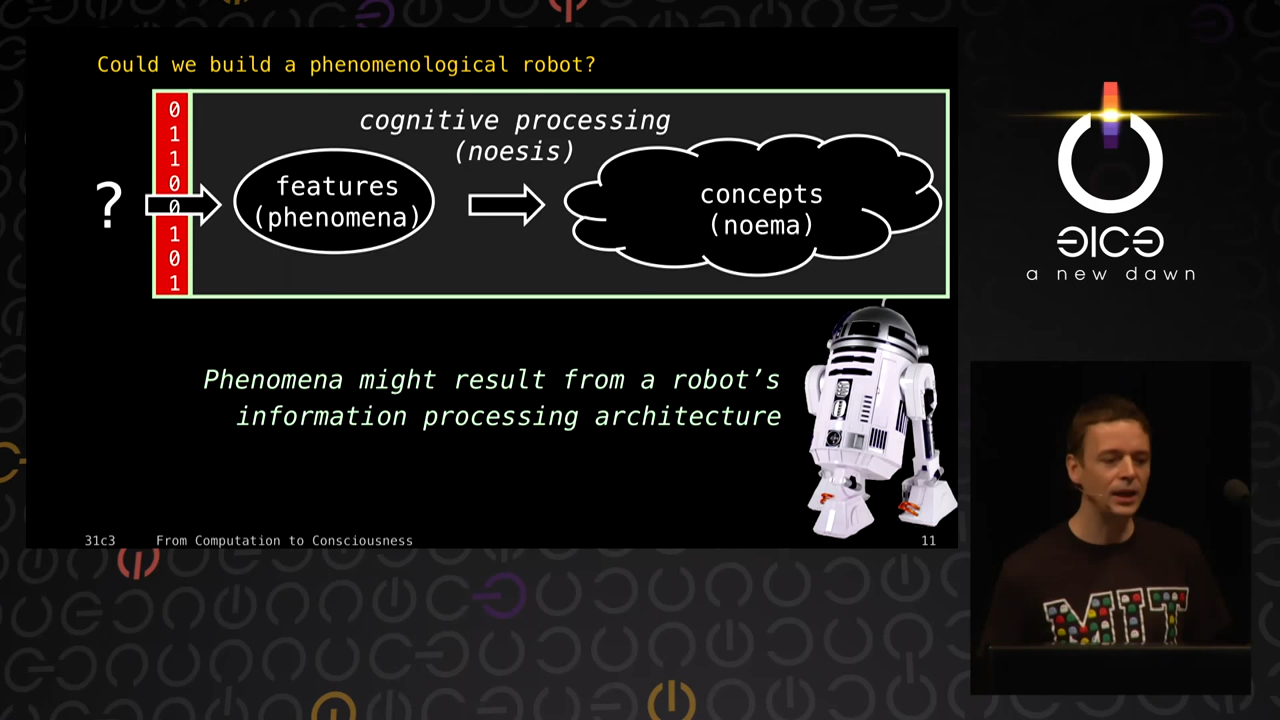 Could we build a phenomenological robot?
0
1
1
0
0
1
0
1
?
cognitive processing
(noesis)
features
(phenomena)
concepts
(noema)
Phenomena might result from a robot's
information processing architecture
31c3
From Computation to Consciousness
11
a new dawn
MIT